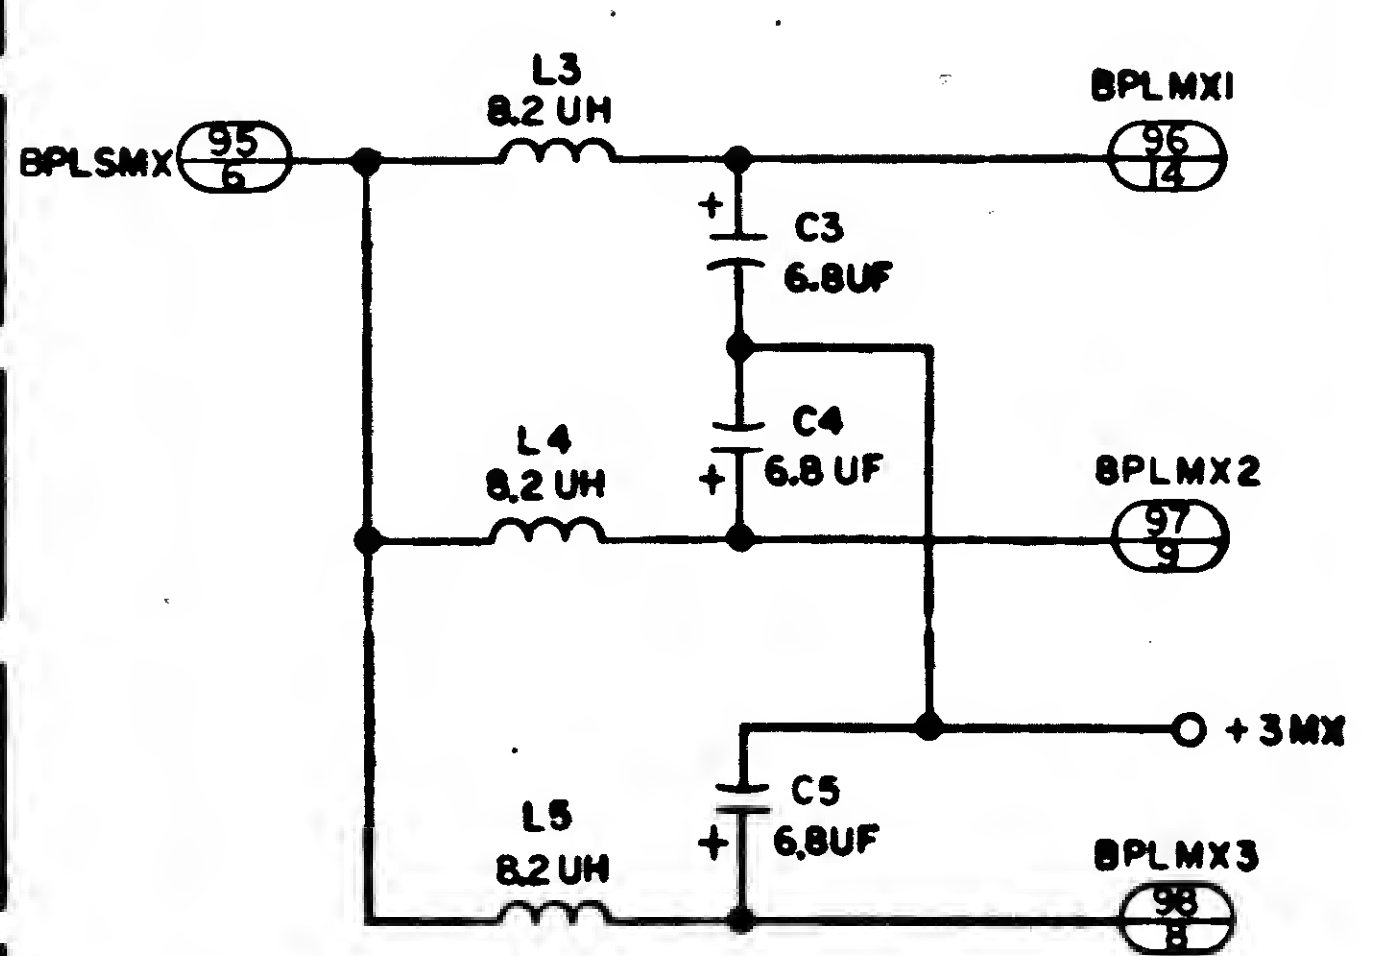 L3
8.2 UH
BPLMX1
BPLSMX
95
6
96
14
+
C3
6.8UF
C4
6.8 UF
+
L4
8.2 UH
BPLMX2
97
9
+3MX
C5
6.8UF
+
L5
8.2 UH
BPLMX3
98
8